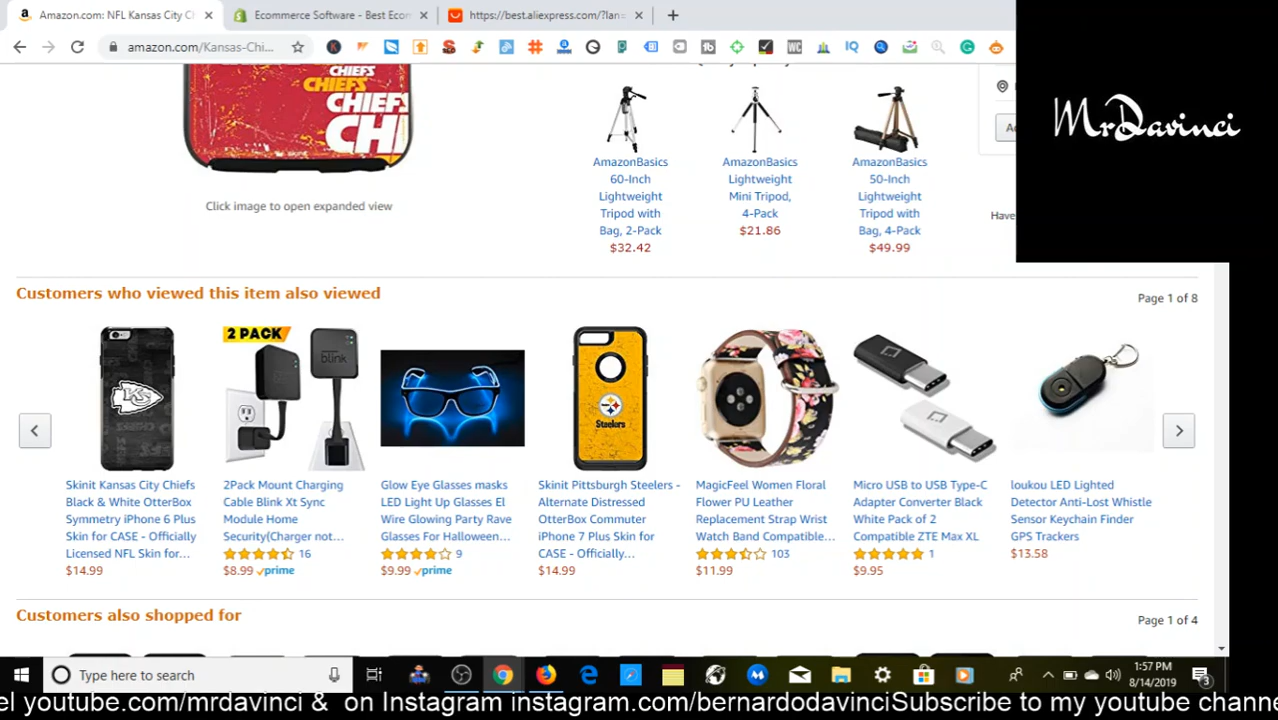 Amazon.com: NFL Kansas City Ch
Ecommerce Software - Best Econ
https://best.aliexpress.com/?lan=
amazon.com/Kansas-Chi...
CHIEFS
CHIEFS
CHIEFS
CHI
MrDavinci
Click image to open expanded view
AmazonBasics
60-Inch
Lightweight
Tripod with
Bag, 2-Pack
$32.42
AmazonBasics
Lightweight
Mini Tripod,
4-Pack
$21.86
AmazonBasics
50-Inch
Lightweight
Tripod with
Bag, 4-Pack
$49.99
Have
Customers who viewed this item also viewed
Page 1 of 8
2 PACK
blink
Steelers
Skinit Kansas City Chiefs
Black & White OtterBox
Symmetry iPhone 6 Plus
Skin for CASE - Officially
Licensed NFL Skin for...
$14.99
2Pack Mount Charging
Cable Blink Xt Sync
Module Home
Security(Charger not...
16
$8.99 prime
Glow Eye Glasses masks
LED Light Up Glasses El
Wire Glowing Party Rave
Glasses For Halloween...
9
$9.99 prime
Skinit Pittsburgh Steelers -
Alternate Distressed
OtterBox Commuter
iPhone 7 Plus Skin for
CASE - Officially...
$14.99
MagicFeel Women Floral
Flower PU Leather
Replacement Strap Wrist
Watch Band Compatible...
103
$11.99
Micro USB to USB Type-C
Adapter Converter Black
White Pack of 2
Compatible ZTE Max XL
1
$9.95
loukou LED Lighted
Detector Anti-Lost Whistle
Sensor Keychain Finder
GPS Trackers
$13.58
Customers also shopped for
Page 1 of 4
Type here to search
1:57 PM
8/14/2019
3
el youtube.com/mrdavinci &  on Instagram instagram.com/bernardodavinciSubscribe to my youtube channe